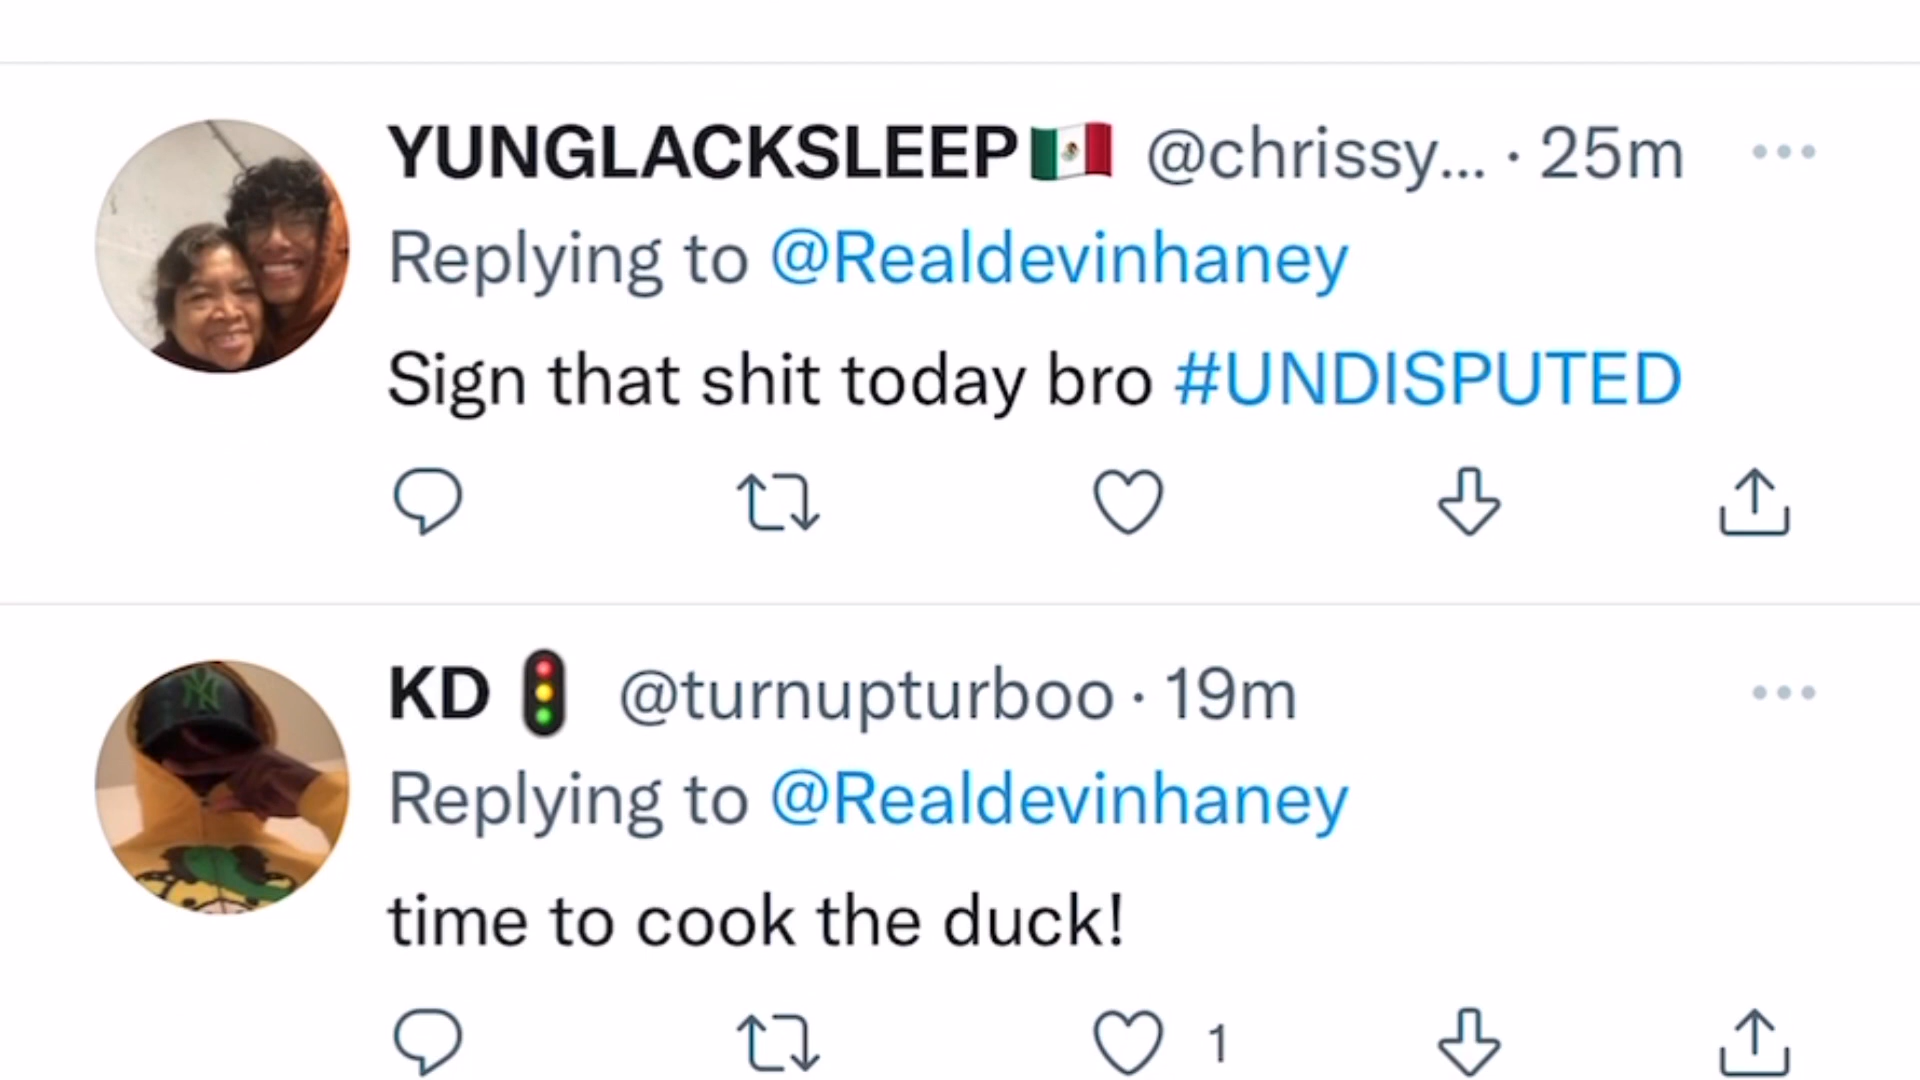 YUNGLACKSLEEP🇲🇽 @chrissy... · 25m
Replying to @Realdevinhaney
Sign that shit today bro #UNDISPUTED
KD 🚦 @turnupturboo · 19m
Replying to @Realdevinhaney
time to cook the duck!
1